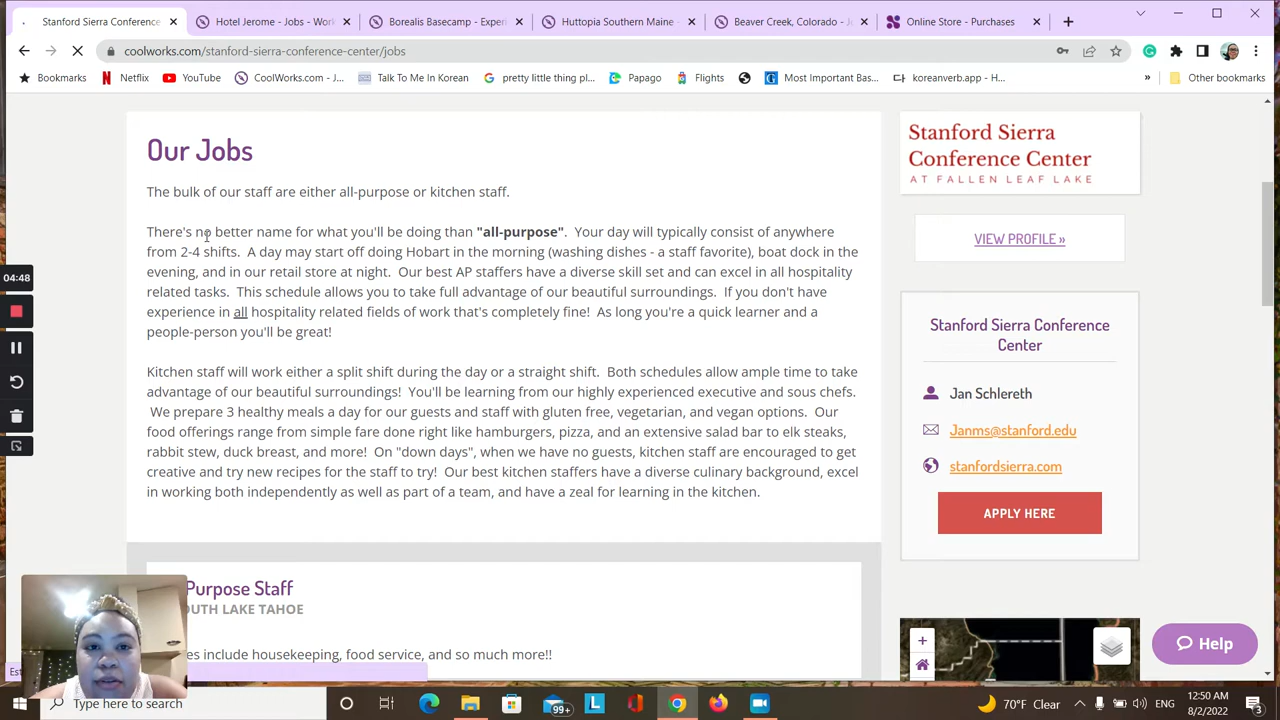 Stanford Sierra Conference
Hotel Jerome - Jobs - Work
Borealis Basecamp - Experi
Huttopia Southern Maine -
Beaver Creek, Colorado - J
Online Store - Purchases
coolworks.com/stanford-sierra-conference-center/jobs
Bookmarks
Netflix
YouTube
CoolWorks.com - J...
Talk To Me In Korean
pretty little thing pl...
Papago
Flights
Most Important Bas...
koreanverb.app - H...
Other bookmarks
Our Jobs
The bulk of our staff are either all-purpose or kitchen staff.
There's no better name for what you'll be doing than "all-purpose". Your day will typically consist of anywhere
from 2-4 shifts. A day may start off doing Hobart in the morning (washing dishes - a staff favorite), boat dock in the
evening, and in our retail store at night. Our best AP staffers have a diverse skill set and can excel in all hospitality
related tasks. This schedule allows you to take full advantage of our beautiful surroundings. If you don't have
experience in all hospitality related fields of work that's completely fine! As long you're a quick learner and a
people-person you'll be great!
Kitchen staff will work either a split shift during the day or a straight shift. Both schedules allow ample time to take
advantage of our beautiful surroundings! You'll be learning from our highly experienced executive and sous chefs.
We prepare 3 healthy meals a day for our guests and staff with gluten free, vegetarian, and vegan options. Our
food offerings range from simple fare done right like hamburgers, pizza, and an extensive salad bar to elk steaks,
rabbit stew, duck breast, and more! On "down days", when we have no guests, kitchen staff are encouraged to get
creative and try new recipes for the staff to try! Our best kitchen staffers have a diverse culinary background, excel
in working both independently as well as part of a team, and have a zeal for learning in the kitchen.
Purpose Staff
OUTH LAKE TAHOE
es include housekeeping, food service, and so much more!!
Stanford Sierra
Conference Center
AT FALLEN LEAF LAKE
VIEW PROFILE »
Stanford Sierra Conference
Center
Jan Schlereth
Janms@stanford.edu
stanfordsierra.com
APPLY HERE
+
Help
04:48
Est
Type here to search
99+
70°F Clear
12:50 AM
8/2/2022
3